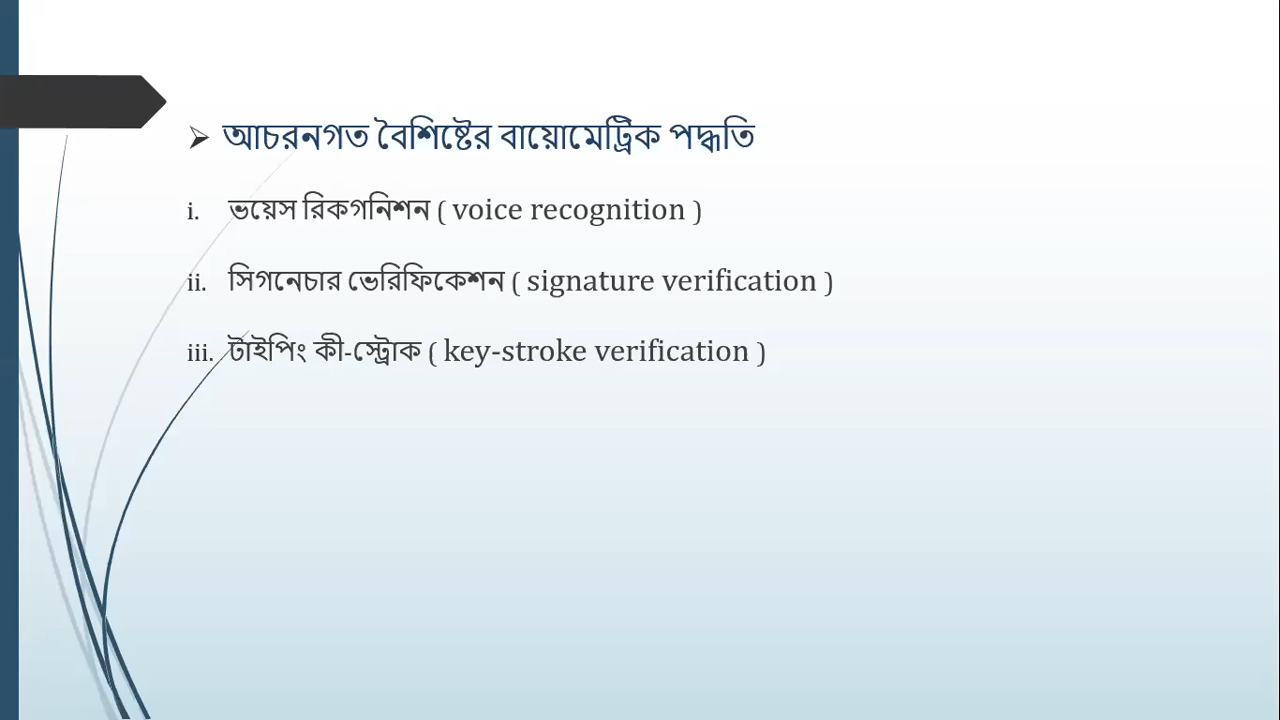 ➢ আচরনগত বৈশিষ্টের বায়োমেট্রিক পদ্ধতি
i. ভয়েস রিকগনিশন ( voice recognition )
ii. সিগনেচার ভেরিফিকেশন ( signature verification )
iii. টাইপিং কী-স্ট্রোক ( key-stroke verification )